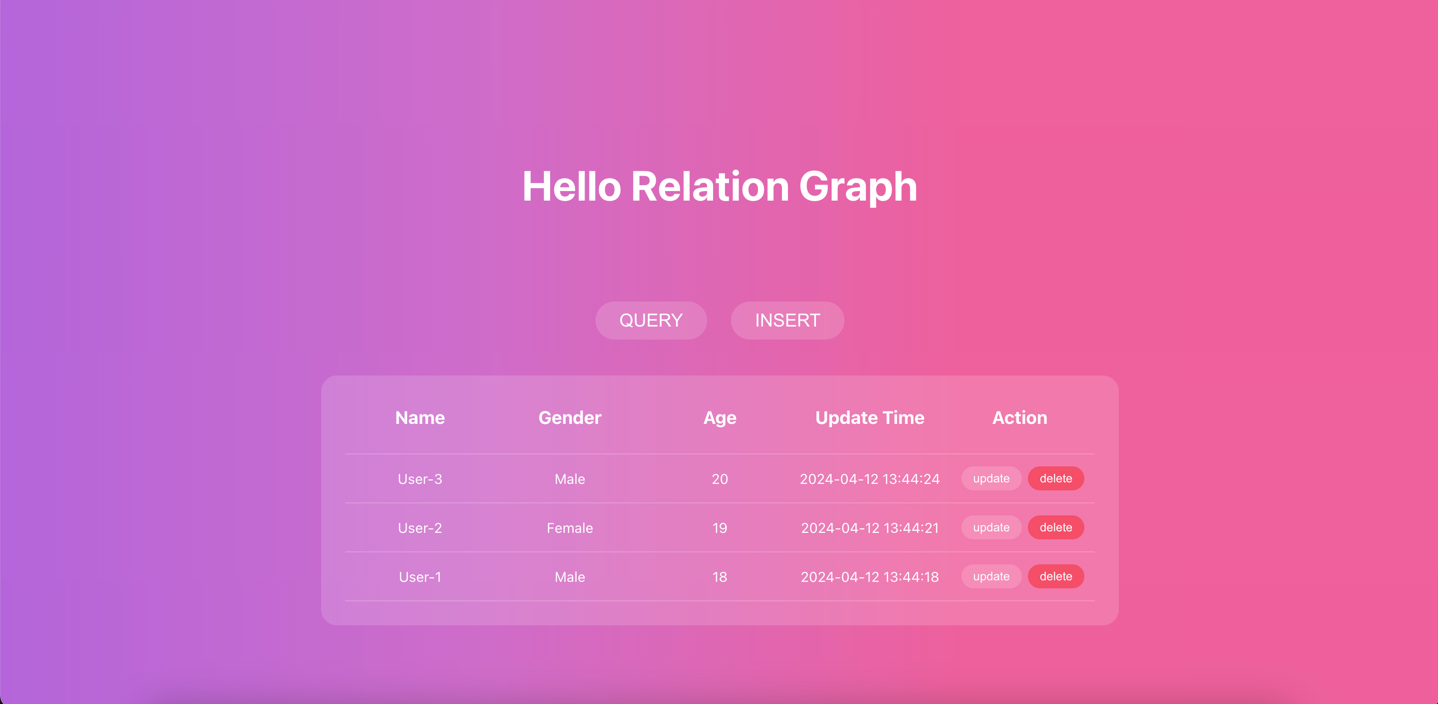 Hello Relation Graph
QUERY INSERT
Name Gender Age Update Time Action
User-3 Male 20 2024-04-12 13:44:24 update delete
User-2 Female 19 2024-04-12 13:44:21 update delete
User-1 Male 18 2024-04-12 13:44:18 update delete